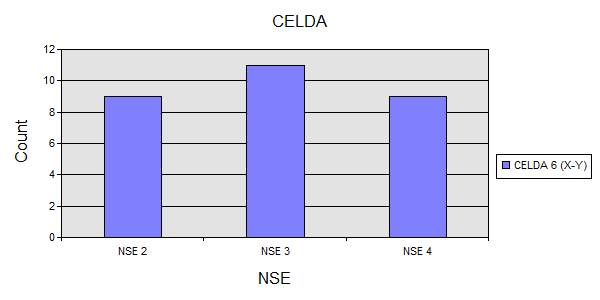 CELDA
12
10
8
6
4
2
0
Count
NSE 2
NSE 3
NSE 4
NSE
CELDA 6 (X-Y)